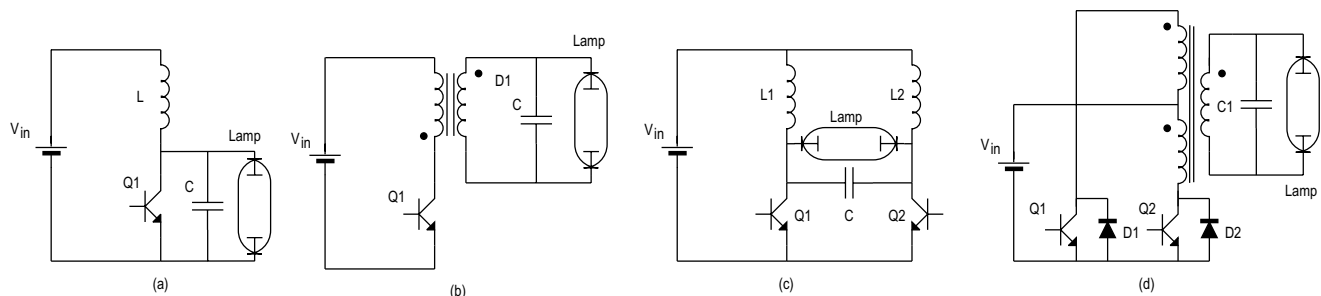 V_in
L
Q1
C
Lamp
(a)
V_in
Q1
D1
C
Lamp
(b)
V_in
L1
L2
Lamp
C
Q1
Q2
(c)
V_in
Q1
D1
Q2
D2
C1
Lamp
(d)